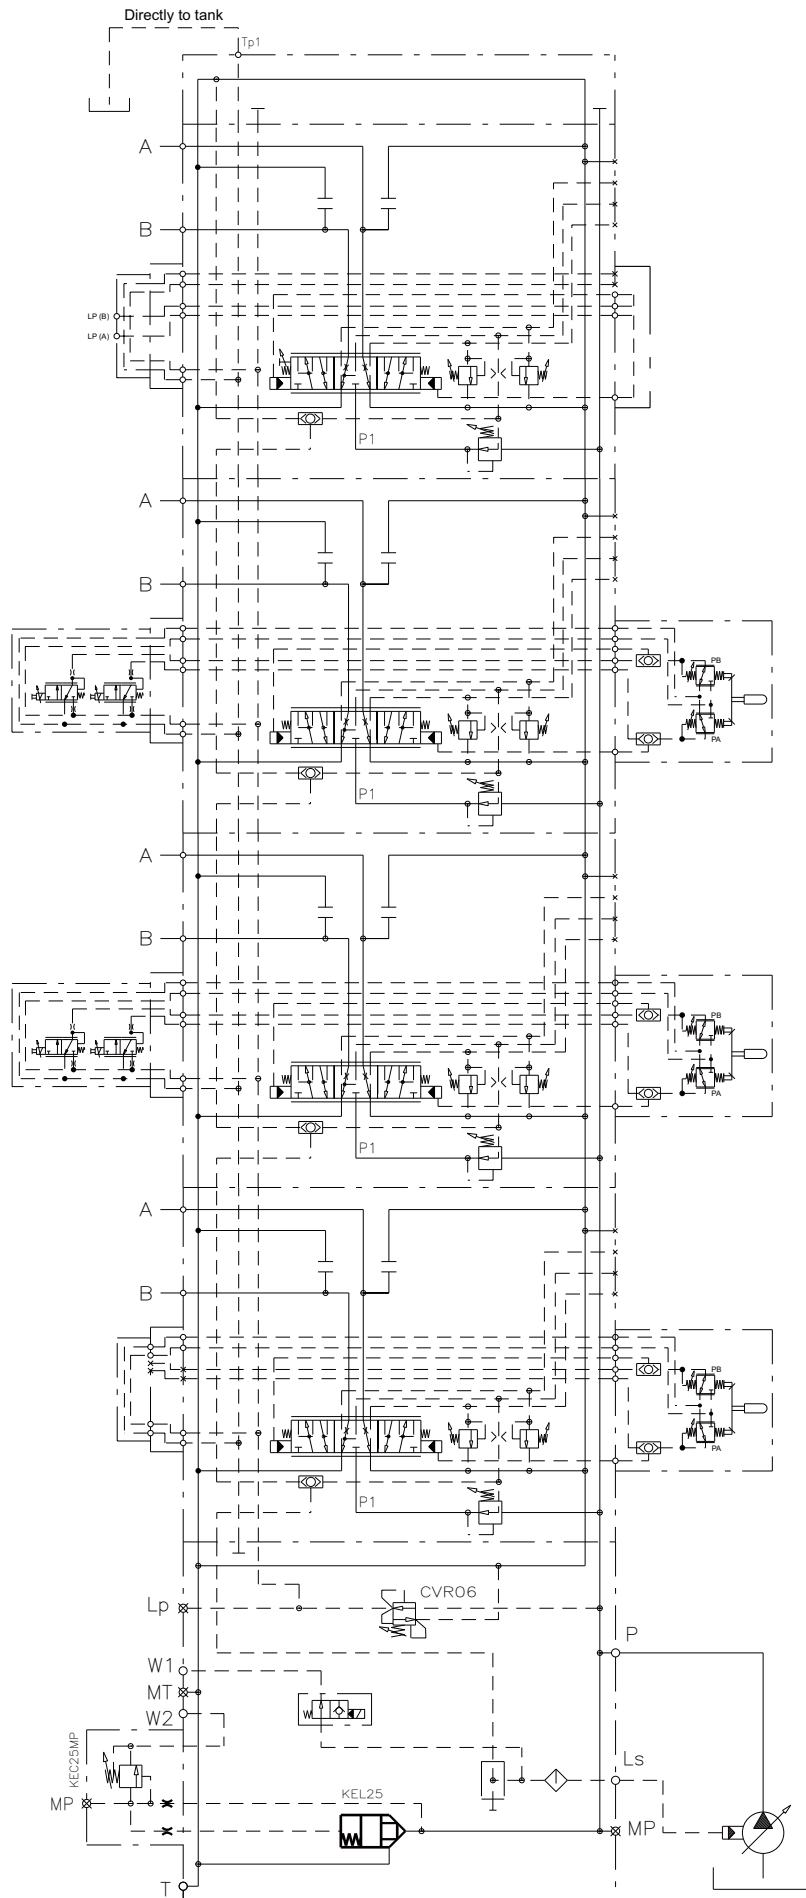 Directly to tank
Tp1
A
B
LP (B)
LP (A)
P1
A
B
PB
PA
P1
A
B
PB
PA
P1
A
B
PB
PA
P1
CVR06
Lp
P
W1
MT
W2
KEC25MP
Ls
MP
KEL25
MP
T